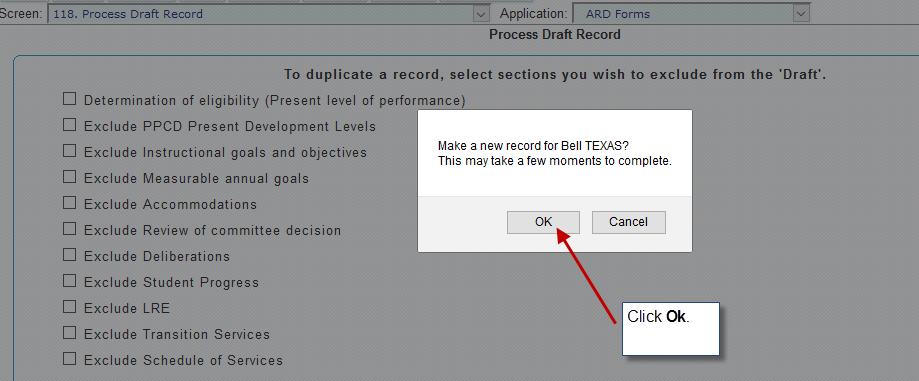 Screen: 118. Process Draft Record Application: ARD Forms
Process Draft Record
To duplicate a record, select sections you wish to exclude from the 'Draft'.
Determination of eligibility (Present level of performance)
Exclude PPCD Present Development Levels
Exclude Instructional goals and objectives
Exclude Measurable annual goals
Exclude Accommodations
Exclude Review of committee decision
Exclude Deliberations
Exclude Student Progress
Exclude LRE
Exclude Transition Services
Exclude Schedule of Services
Make a new record for Bell TEXAS?
This may take a few moments to complete.
OK Cancel
Click Ok.